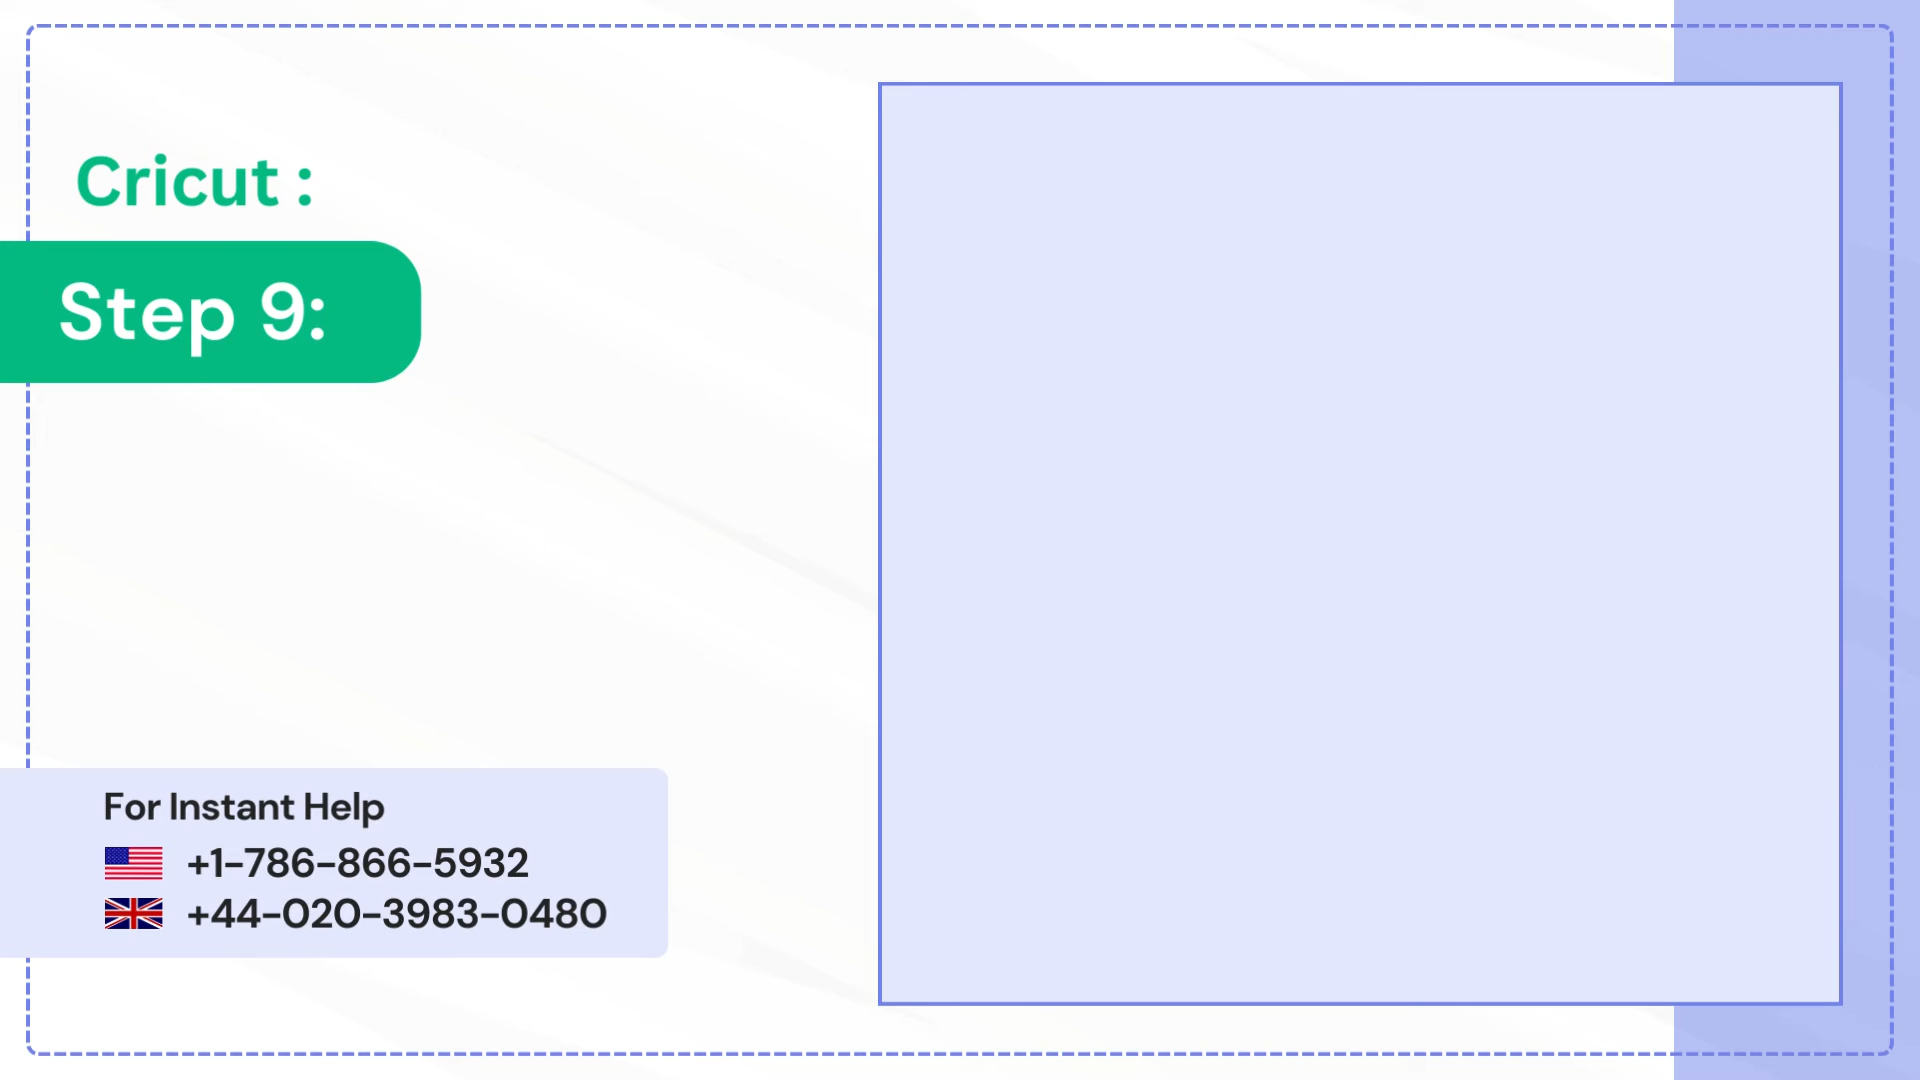 Cricut :
Step 9:
For Instant Help
+1-786-866-5932
+44-020-3983-0480